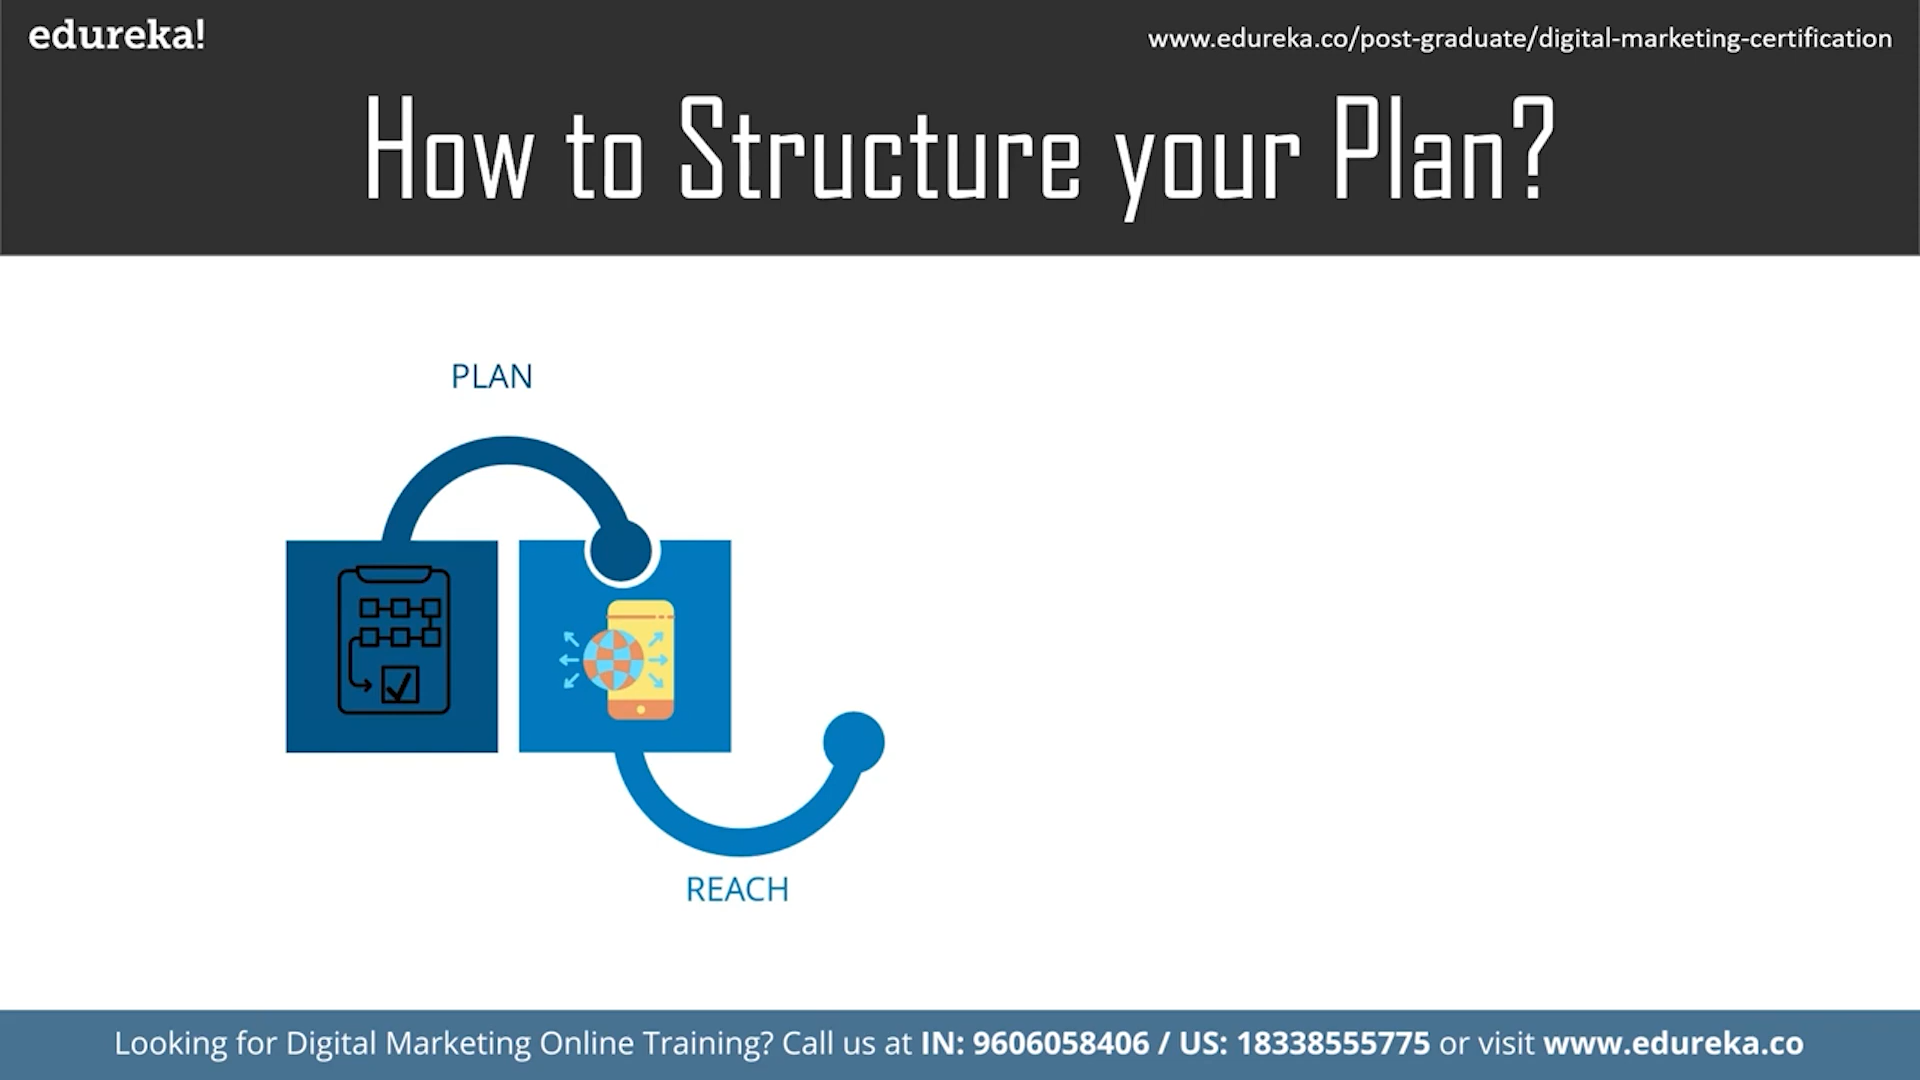 edureka!
www.edureka.co/post-graduate/digital-marketing-certification
How to Structure your Plan?
PLAN
REACH
Looking for Digital Marketing Online Training? Call us at IN: 9606058406 / US: 18338555775 or visit www.edureka.co